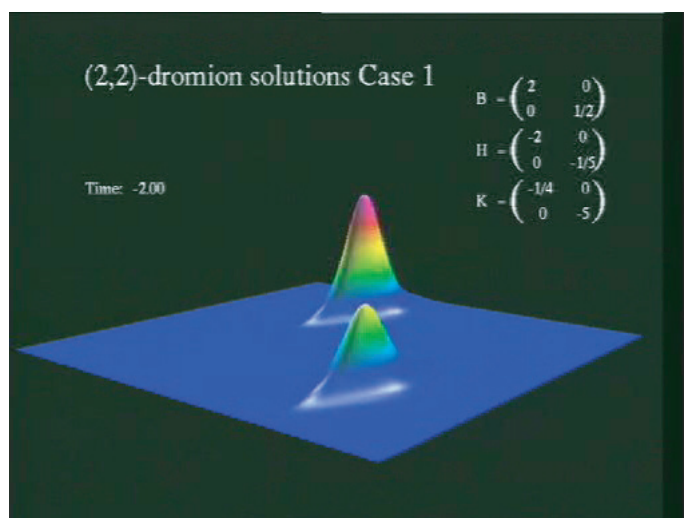 (2,2)-dromion solutions Case 1
B = (2 0
0 1/2)
H = (-2 0
0 -1/5)
Time: -2.00
K = (-1/4 0
0 -5)